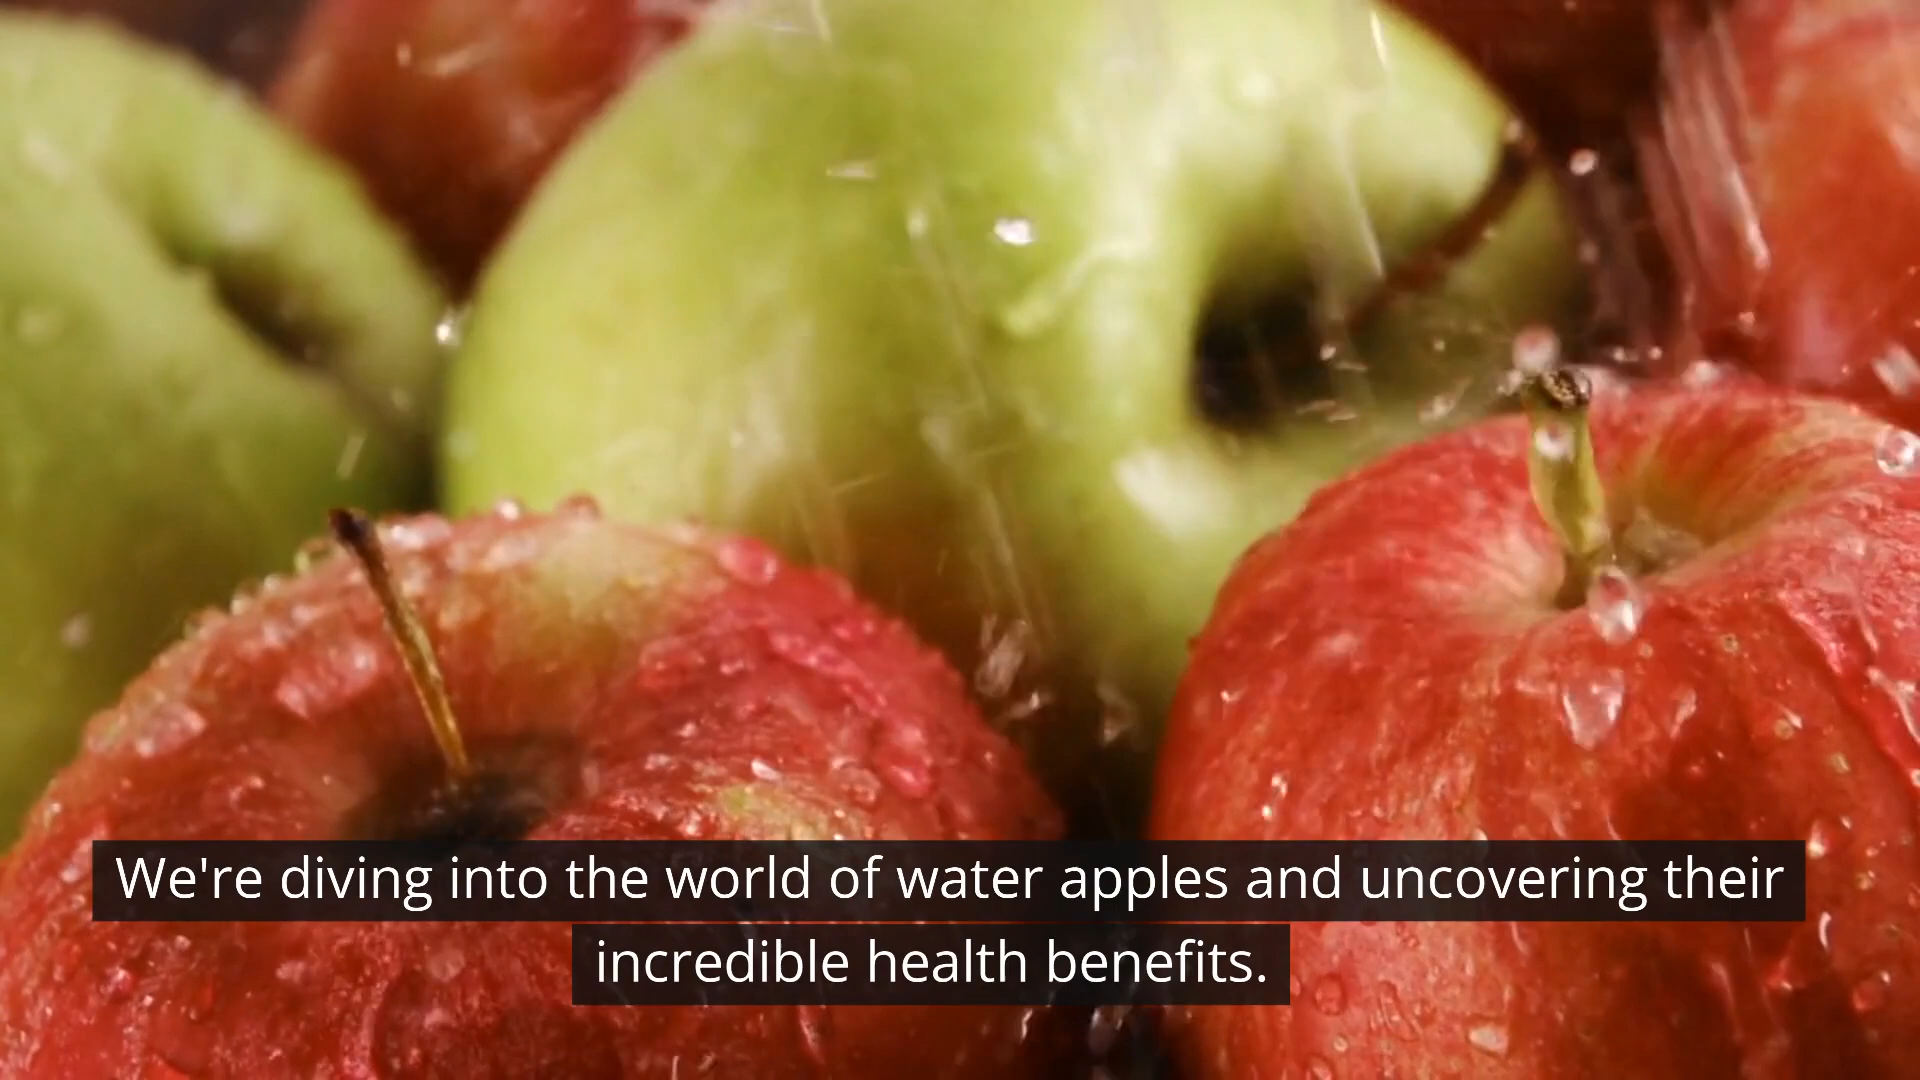 We're diving into the world of water apples and uncovering their
incredible health benefits.